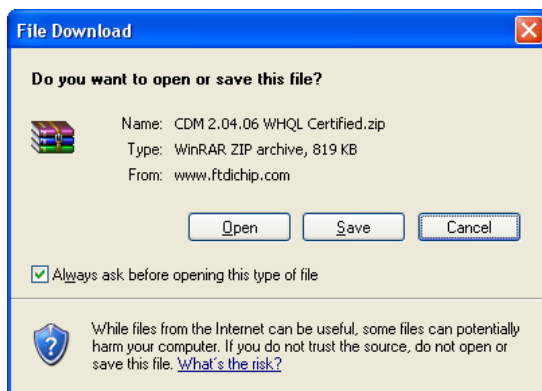 File Download
Do you want to open or save this file?
Name: CDM 2.04.06 WHQL Certified.zip
Type: WinRAR ZIP archive, 819 KB
From: www.ftdichip.com
Open Save Cancel
Always ask before opening this type of file
While files from the Internet can be useful, some files can potentially
harm your computer. If you do not trust the source, do not open or
save this file. What's the risk?